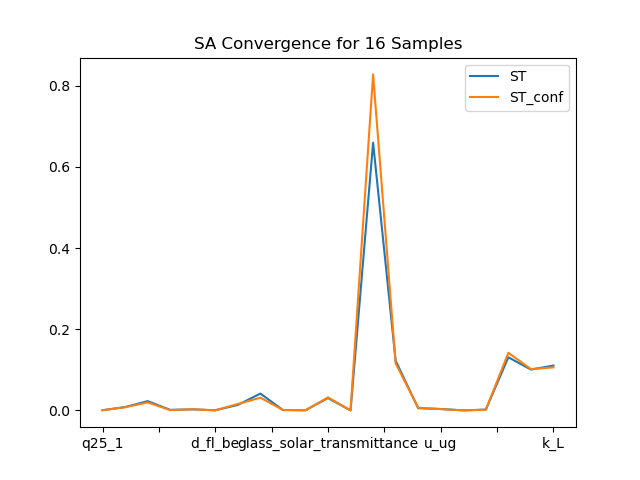 SA Convergence for 16 Samples
ST
ST_conf
0.8
0.6
0.4
0.2
0.0
q25_1 d_fl_be glass_solar_transmittance u_ug k_L